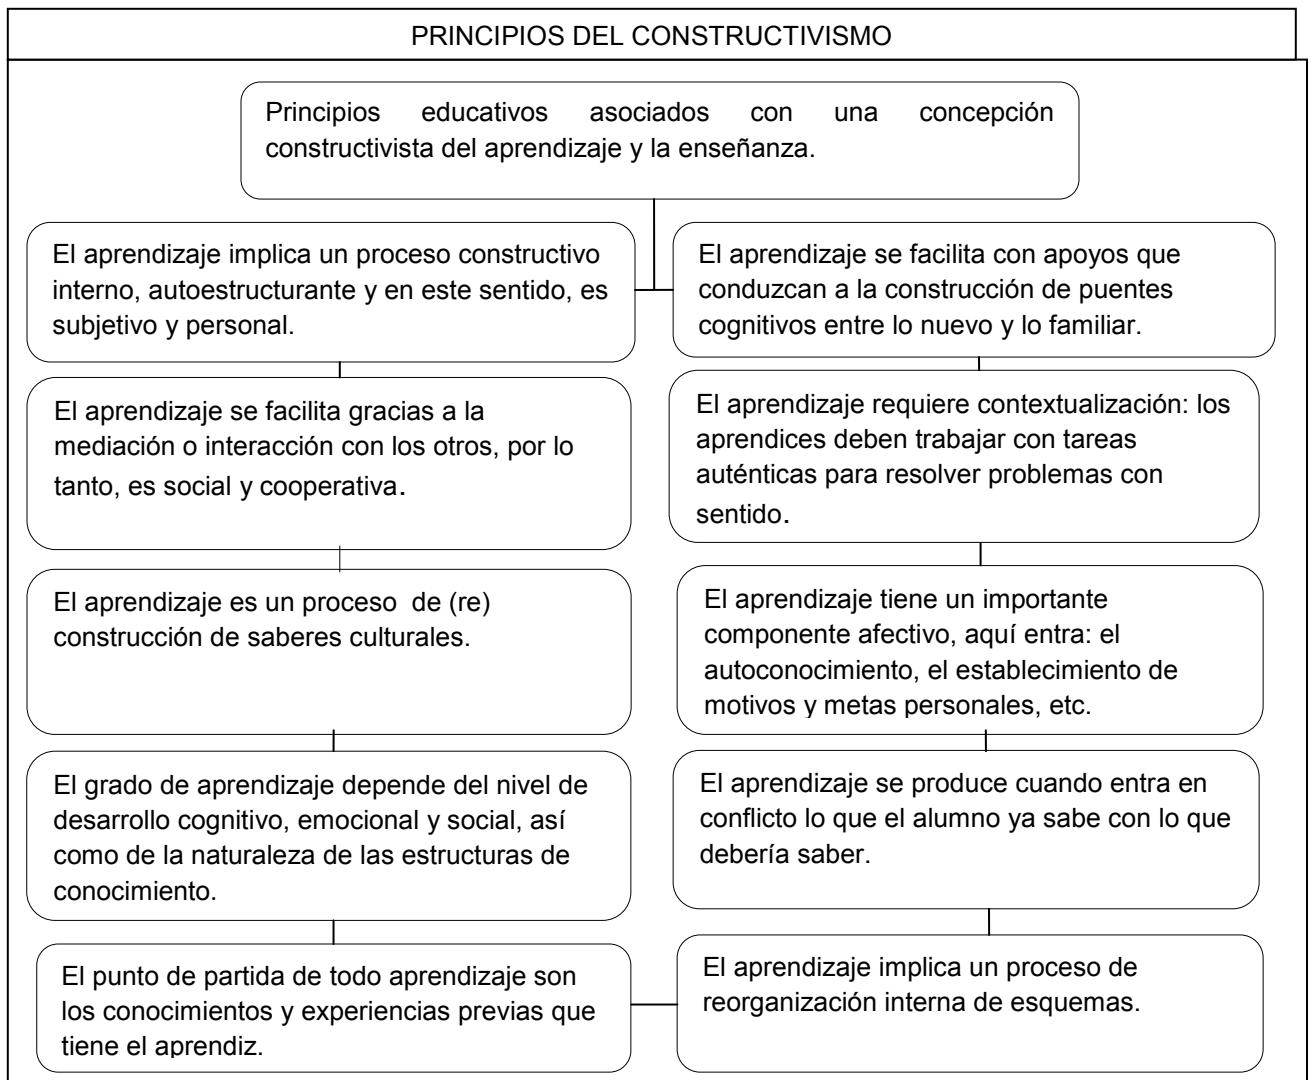 PRINCIPIOS DEL CONSTRUCTIVISMO
Principios educativos asociados con una concepción
constructivista del aprendizaje y la enseñanza.
El aprendizaje implica un proceso constructivo
interno, autoestructurante y en este sentido, es
subjetivo y personal.
El aprendizaje se facilita gracias a la
mediación o interacción con los otros, por lo
tanto, es social y cooperativa.
El aprendizaje es un proceso de (re)
construcción de saberes culturales.
El grado de aprendizaje depende del nivel de
desarrollo cognitivo, emocional y social, así
como de la naturaleza de las estructuras de
conocimiento.
El punto de partida de todo aprendizaje son
los conocimientos y experiencias previas que
tiene el aprendiz.
El aprendizaje se facilita con apoyos que
conduzcan a la construcción de puentes
cognitivos entre lo nuevo y lo familiar.
El aprendizaje requiere contextualización: los
aprendices deben trabajar con tareas
auténticas para resolver problemas con
sentido.
El aprendizaje tiene un importante
componente afectivo, aquí entra: el
autoconocimiento, el establecimiento de
motivos y metas personales, etc.
El aprendizaje se produce cuando entra en
conflicto lo que el alumno ya sabe con lo que
debería saber.
El aprendizaje implica un proceso de
reorganización interna de esquemas.